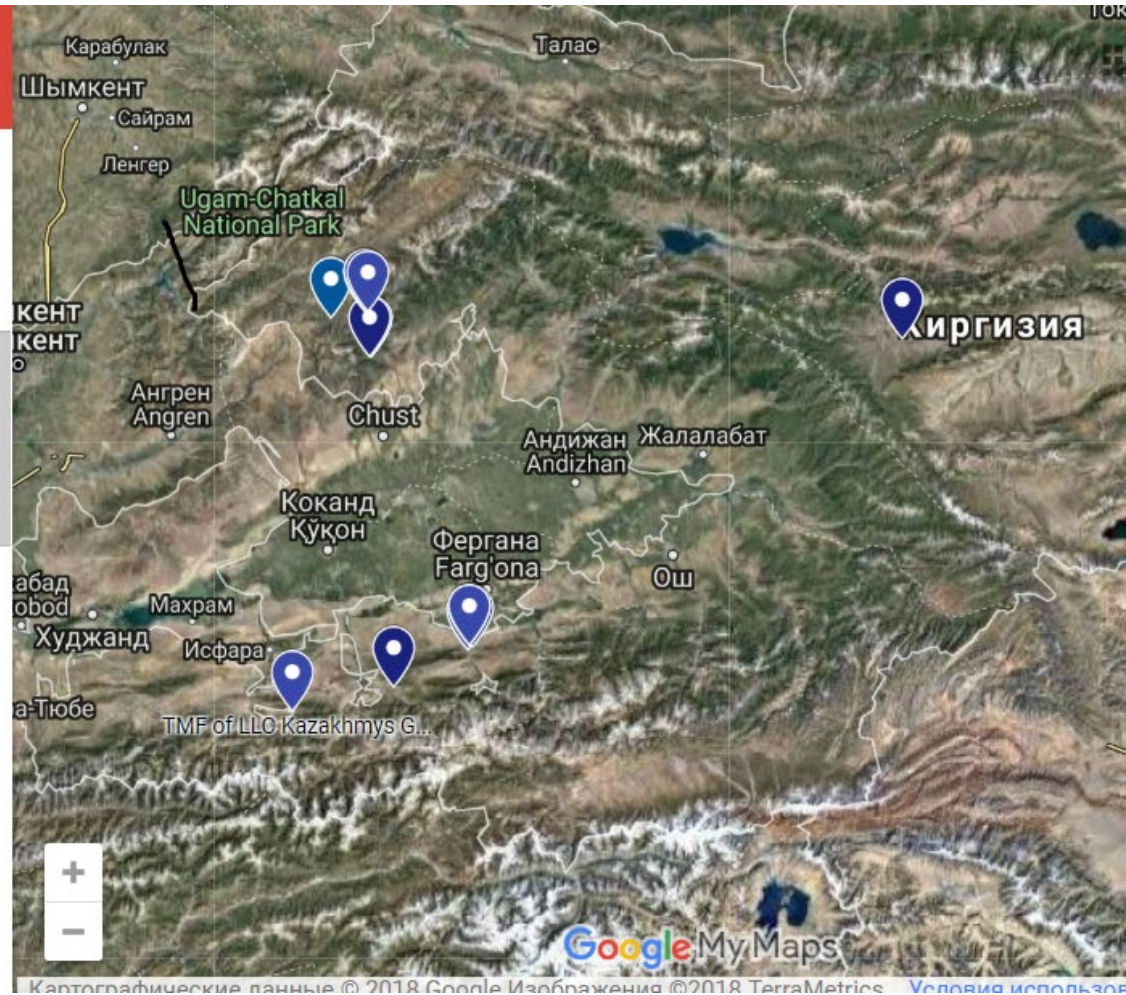 Ток
Карабулак
Талас
Шымкент
Сайрам
Ленгер
Ugam-Chatkal
National Park
кент
кент
Киргизия
Ангрен
Angren
Chust
Андижан
Andizhan
Жалалабат
Коканд
Қўқон
Фергана
Farg'ona
Ош
абад
obod
Махрам
Худжанд
Исфара
а-Тюбе
TMF of LLC Kazakhmys G...
+
−
Google My Maps
Картографические данные © 2018 Google Изображения ©2018 TerraMetrics Условия использов